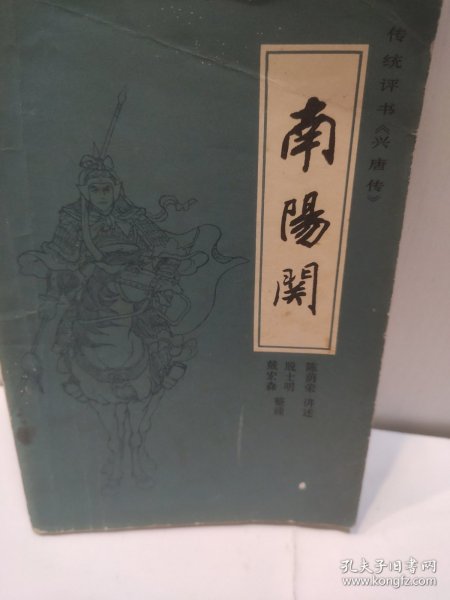 传统评书《兴唐传》
南陽関
陈荫荣 讲述
殷士明
戴宏森 整理
孔夫子旧书网
www.kongfz.com